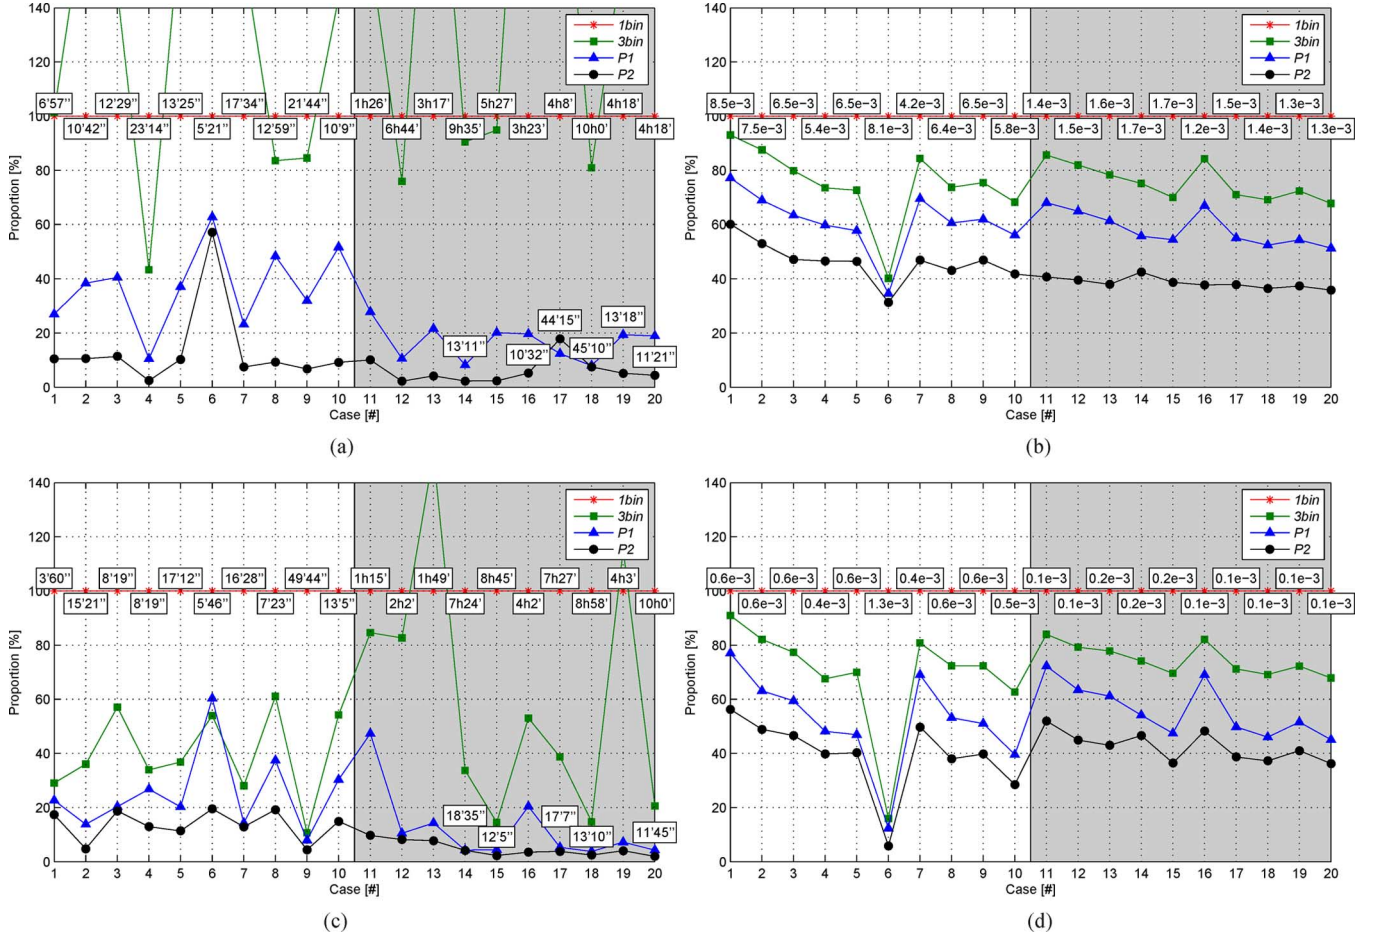 140
120
100
80
60
40
20
0
Proportion [%]
1bin
3bin
P1
P2
6'57''
12'29''
13'25''
17'34''
21'44''
1h26'
3h17'
5h27'
4h8'
4h18'
10'42''
23'14''
5'21''
12'59''
10'9''
6h44'
9h35'
3h23'
10h0'
4h18'
13'11''
10'32''
44'15''
45'10''
13'18''
11'21''
1 2 3 4 5 6 7 8 9 10 11 12 13 14 15 16 17 18 19 20
Case [#]
(a)
140
120
100
80
60
40
20
0
Proportion [%]
1bin
3bin
P1
P2
8.5e−3
6.5e−3
6.5e−3
4.2e−3
6.5e−3
1.4e−3
1.6e−3
1.7e−3
1.5e−3
1.3e−3
7.5e−3
5.4e−3
8.1e−3
6.4e−3
5.8e−3
1.5e−3
1.7e−3
1.2e−3
1.4e−3
1.3e−3
1 2 3 4 5 6 7 8 9 10 11 12 13 14 15 16 17 18 19 20
Case [#]
(b)
140
120
100
80
60
40
20
0
Proportion [%]
1bin
3bin
P1
P2
3'60''
8'19''
17'12''
16'28''
49'44''
1h15'
1h49'
8h45'
7h27'
4h3'
15'21''
8'19''
5'46''
7'23''
13'5''
2h2'
7h24'
4h2'
8h58'
10h0'
18'35''
12'5''
17'7''
13'10''
11'45''
1 2 3 4 5 6 7 8 9 10 11 12 13 14 15 16 17 18 19 20
Case [#]
(c)
140
120
100
80
60
40
20
0
Proportion [%]
1bin
3bin
P1
P2
0.6e−3
0.6e−3
0.6e−3
0.4e−3
0.6e−3
0.1e−3
0.2e−3
0.2e−3
0.1e−3
0.1e−3
0.6e−3
0.4e−3
1.3e−3
0.6e−3
0.5e−3
0.1e−3
0.2e−3
0.1e−3
0.1e−3
0.1e−3
1 2 3 4 5 6 7 8 9 10 11 12 13 14 15 16 17 18 19 20
Case [#]
(d)